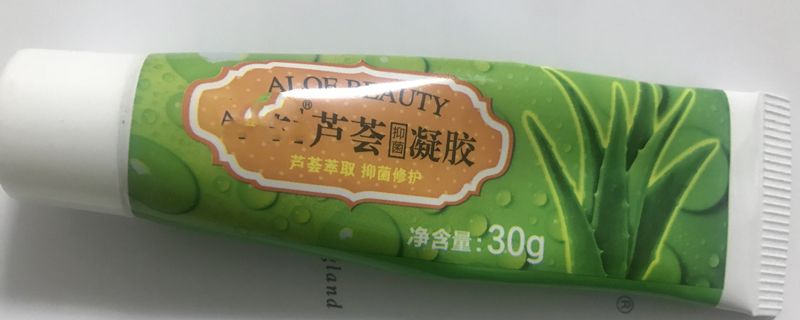 ALOE BEAUTY
®芦荟抑菌凝胶
芦荟萃取 抑菌修护
净含量:30g
land
®